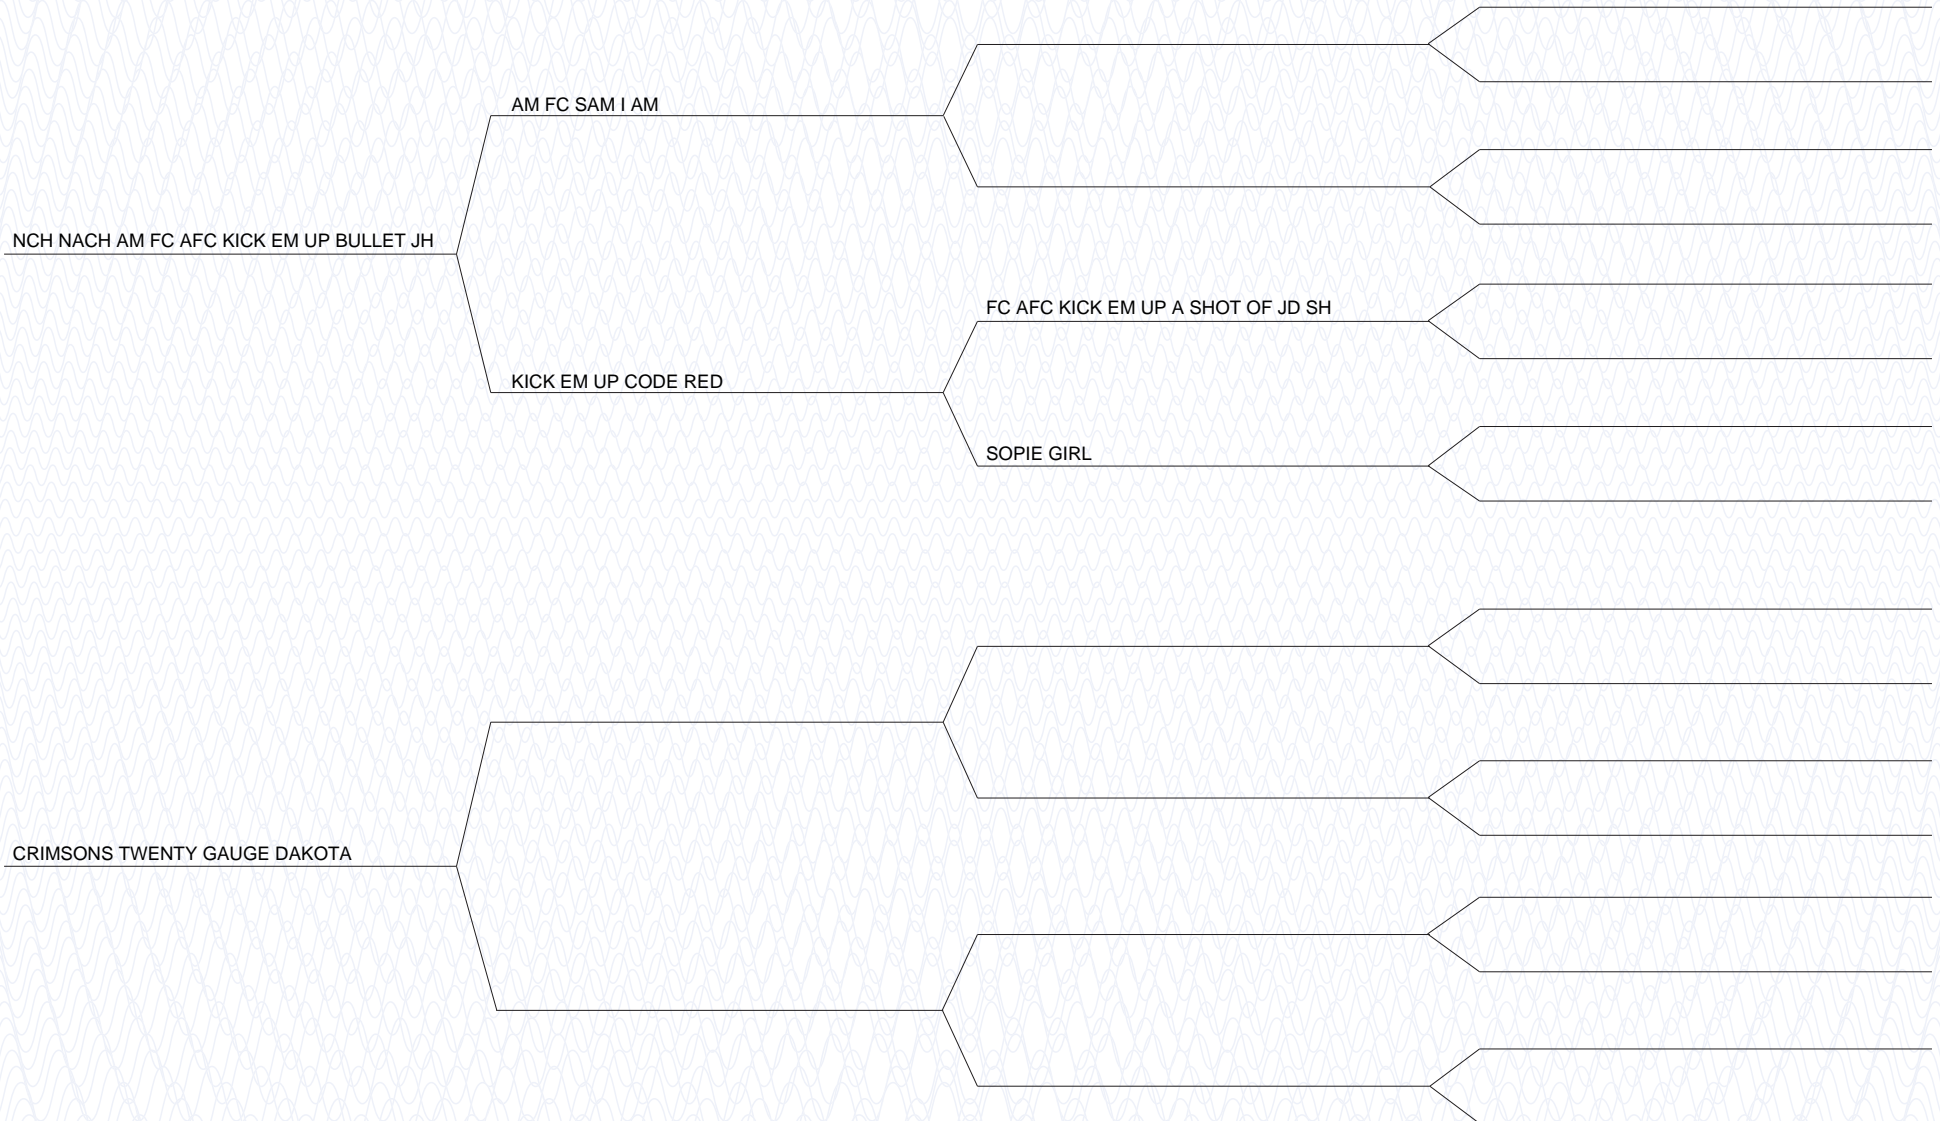 AM FC SAM I AM
NCH NACH AM FC AFC KICK EM UP BULLET JH
FC AFC KICK EM UP A SHOT OF JD SH
KICK EM UP CODE RED
SOPIE GIRL
CRIMSONS TWENTY GAUGE DAKOTA